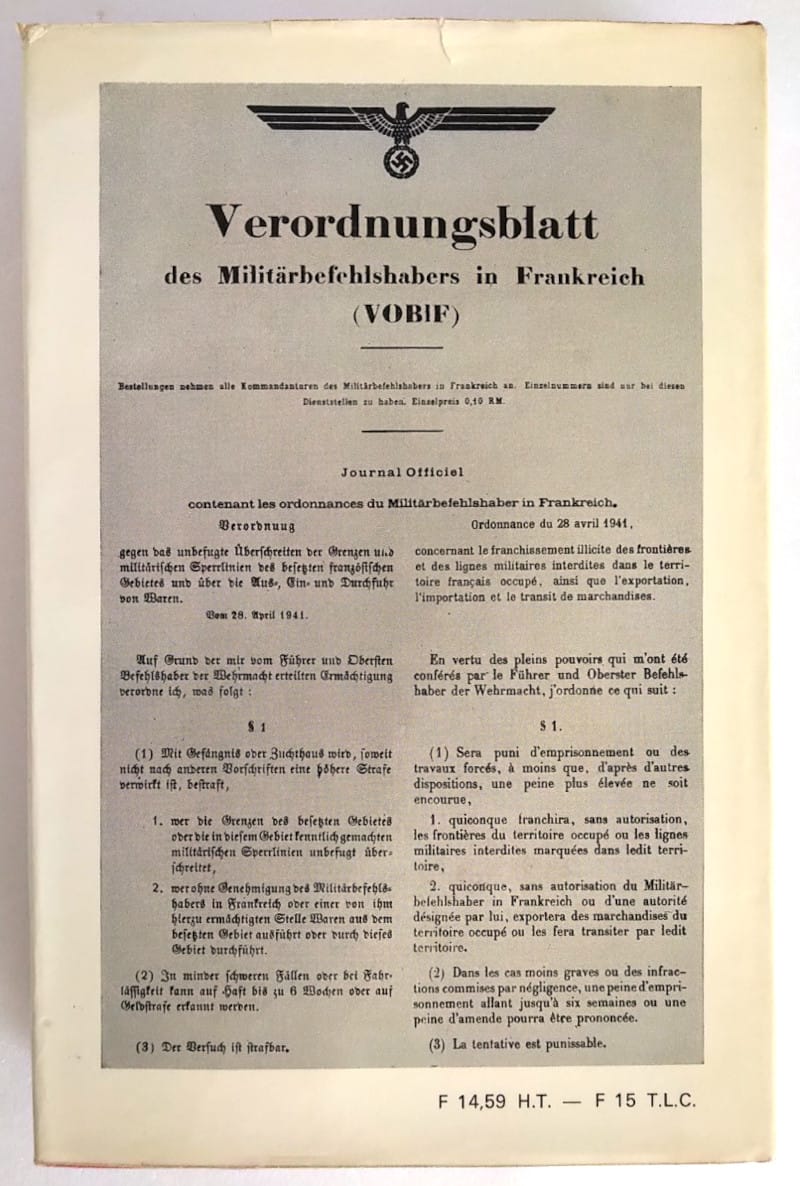 Verordnungsblatt
des Militärbefehlshabers in Frankreich
(VOBlF)
Bestellungen nehmen alle Kommandanturen des Militärbefehlshabers in Frankreich an. Einzelnummern sind nur bei diesen
Dienststellen zu haben. Einzelpreis 0,10 RM.
Journal Officiel
contenant les ordonnances du Militärbefehlshaber in Frankreich.
Verordnuug
gegen das unbefugte Überschreiten der Grenzen und
militärischen Sperrlinien des besetzten französischen
Gebietes und über die Aus-, Ein- und Durchfuhr
von Waren.
Vom 28. April 1941.
Auf Grund der mir vom Führer und Obersten
Befehlshaber der Wehrmacht erteilten Ermächtigung
verordne ich, was folgt :
§ 1
(1) Mit Gefängnis oder Zuchthaus wird, soweit
nicht nach anderen Vorschriften eine höhere Strafe
verwirkt ist, bestraft,
1. wer die Grenzen des besetzten Gebietes
oder die in diesem Gebiet kenntlich gemachten
militärischen Sperrlinien unbefugt über-
schreitet,
2. wer ohne Genehmigung des Militärbefehls-
habers in Frankreich oder einer von ihm
hierzu ermächtigten Stelle Waren aus dem
besetzten Gebiet ausführt oder durch dieses
Gebiet durchführt.
(2) In minder schweren Fällen oder bei Fahr-
lässigkeit kann auf Haft bis zu 6 Wochen oder auf
Geldstrafe erkannt werden.
(3) Der Versuch ist strafbar.
Ordonnance du 28 avril 1941,
concernant le franchissement illicite des frontières
et des lignes militaires interdites dans le terri-
toire français occupé, ainsi que l'exportation,
l'importation et le transit de marchandises.
En vertu des pleins pouvoirs qui m'ont été
conférés par le Führer und Oberster Befehls-
haber der Wehrmacht, j'ordonne ce qui suit :
§ 1.
(1) Sera puni d'emprisonnement ou des
travaux forcés, à moins que, d'après d'autres
dispositions, une peine plus élevée ne soit
encourue,
1. quiconque franchira, sans autorisation,
les frontières du territoire occupé ou les lignes
militaires interdites marquées dans ledit terri-
toire,
2. quiconque, sans autorisation du Militär-
befehlshaber in Frankreich ou d'une autorité
désignée par lui, exportera des marchandises du
territoire occupé ou les fera transiter par ledit
territoire.
(2) Dans les cas moins graves ou des infrac-
tions commises par négligence, une peine d'empri-
sonnement allant jusqu'à six semaines ou une
peine d'amende pourra être prononcée.
(3) La tentative est punissable.
F 14,59 H.T. — F 15 T.L.C.